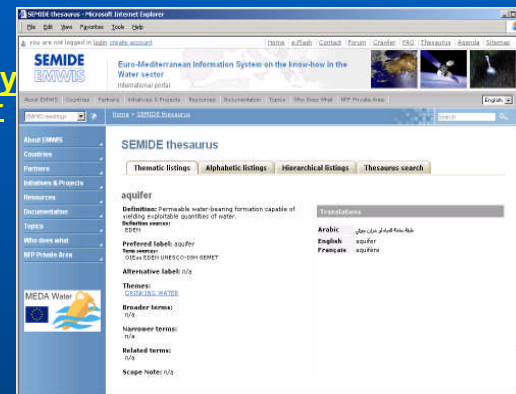 y
r
SEMIDE thesaurus - Microsoft Internet Explorer
File Edit View Favorites Tools Help
you are not logged in login create account
Home e-Flash Contact Forum Crawler FAQ Thesaurus Agenda Sitemap
SEMIDE
EMWIS
Euro-Mediterranean Information System on the know-how in the
Water sector
International portal
About EMWIS Countries Partners Initiatives & Projects Resources Documentation Topics Who Does What NFP Private Area
English
search
Home » SEMIDE thesaurus
About EMWIS
Countries
Partners
Initiatives & Projects
Resources
Documentation
Topics
Who does what
NFP Private Area
MEDA Water
SEMIDE thesaurus
Thematic listings Alphabetic listings Hierarchical listings Thesaurus search
aquifer
Definition: Permeable water-bearing formation capable of
yielding exploitable quantities of water.
Definition source:
EDEN
Prefered label: aquifer
Term source:
OIEau EDEN UNESCO-OSM GEMET
Alternative label: n/a
Themes:
DRINKING WATER
Broader terms:
n/a
Narrower terms:
n/a
Related terms:
n/a
Scope Note: n/a
Translations
Arabic
English aquifer
Français aquifère